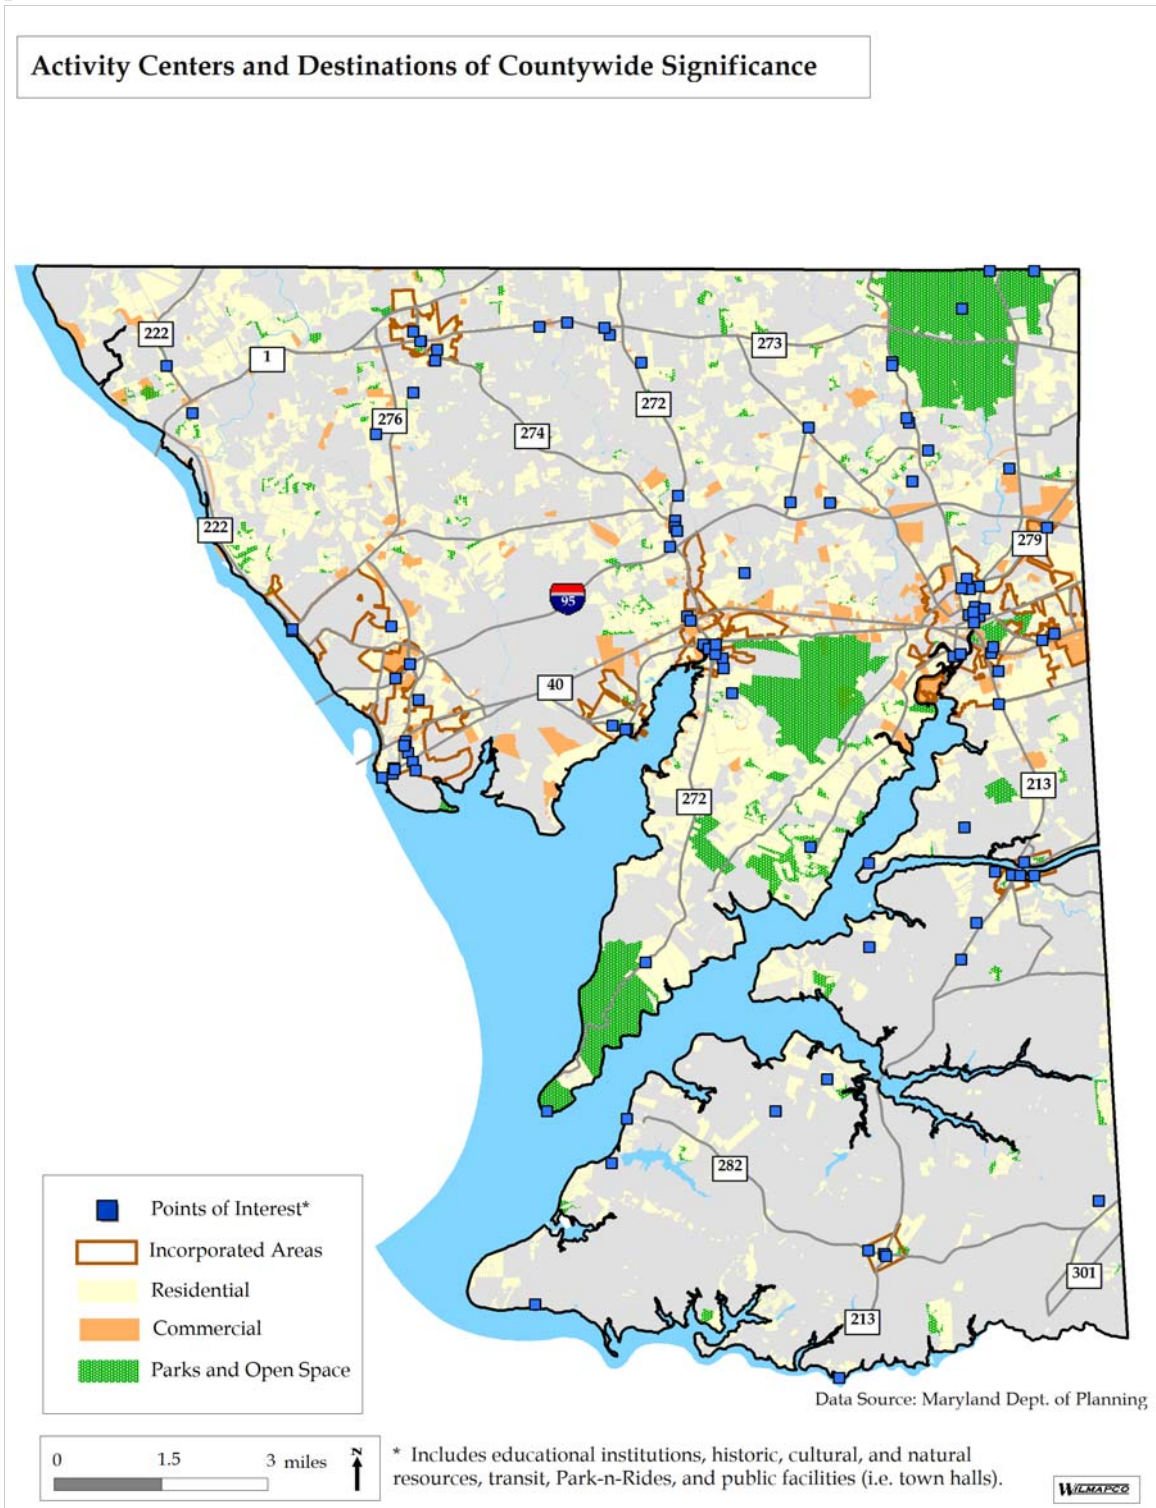 Activity Centers and Destinations of Countywide Significance
222
1
273
276
272
274
222
279
95
40
272
213
282
301
213
Points of Interest*
Incorporated Areas
Residential
Commercial
Parks and Open Space
Data Source: Maryland Dept. of Planning
0 1.5 3 miles
N
* Includes educational institutions, historic, cultural, and natural
resources, transit, Park-n-Rides, and public facilities (i.e. town halls).
WILMAPCO